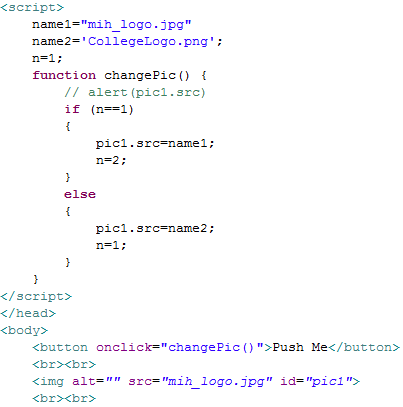 <script>
name1="mih_logo.jpg"
name2='CollegeLogo.png';
n=1;
function changePic() {
// alert(pic1.src)
if (n==1)
{
pic1.src=name1;
n=2;
}
else
{
pic1.src=name2;
n=1;
}
}
</script>
</head>
<body>
<button onclick="changePic()">Push Me</button>
<br><br>
<img alt="" src="mih_logo.jpg" id="pic1">
<br><br>